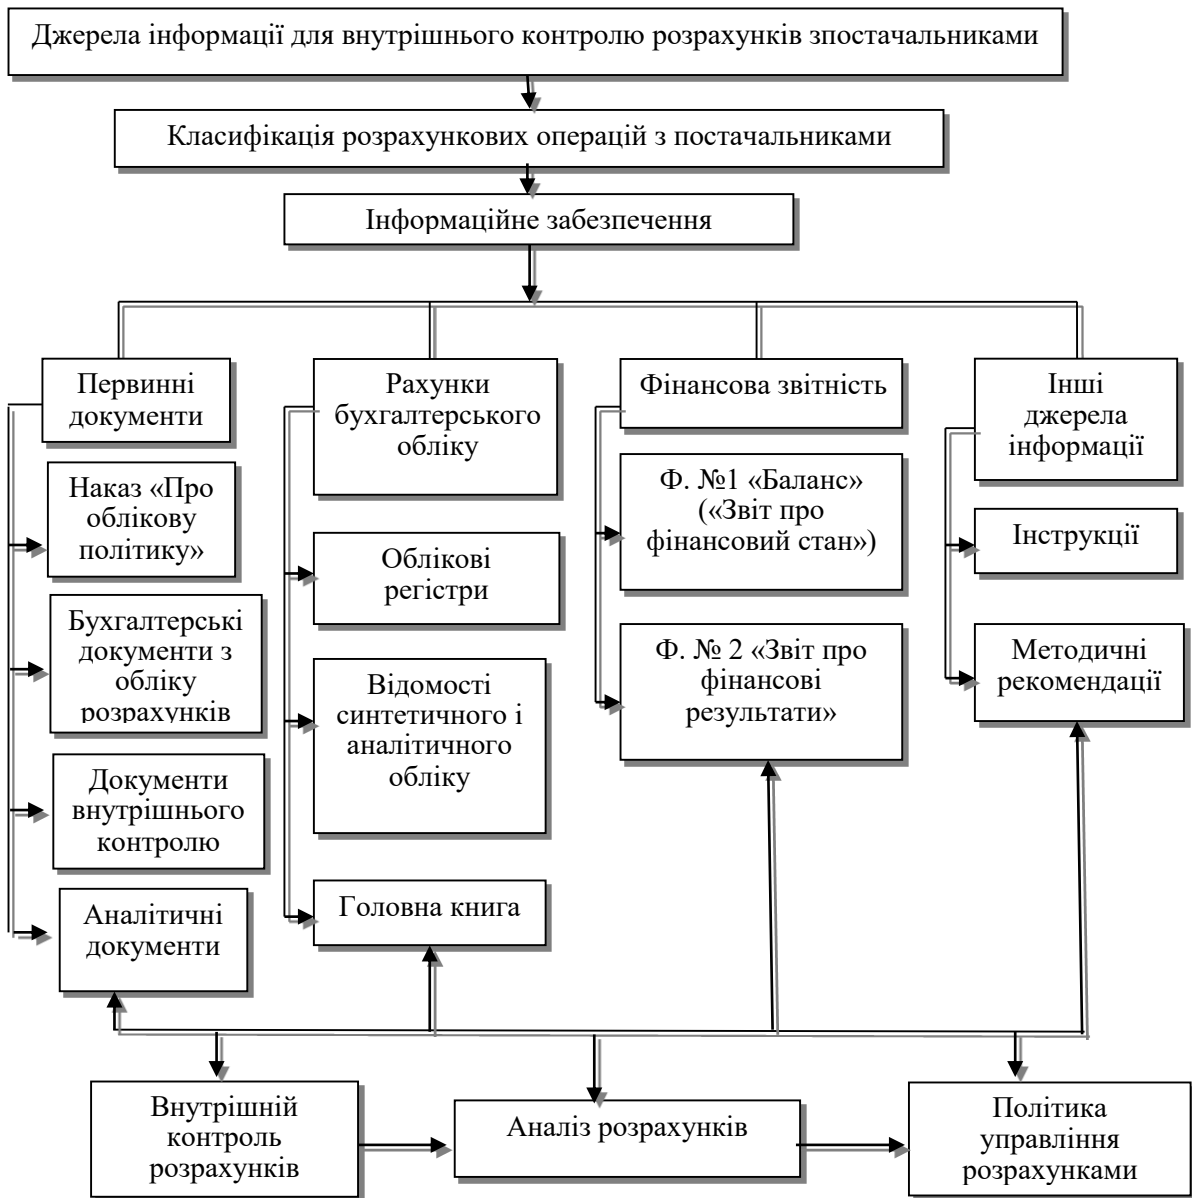 Джерела інформації для внутрішнього контролю розрахунків зпостачальниками
Класифікація розрахункових операцій з постачальниками
Інформаційне забезпечення
Первинні
документи
Наказ «Про
облікову
політику»
Бухгалтерські
документи з
обліку
розрахунків
Документи
внутрішнього
контролю
Аналітичні
документи
Рахунки
бухгалтерського
обліку
Облікові
регістри
Відомості
синтетичного і
аналітичного
обліку
Головна книга
Фінансова звітність
Ф. №1 «Баланс»
(«Звіт про
фінансовий стан»)
Ф. № 2 «Звіт про
фінансові
результати»
Інші
джерела
інформації
Інструкції
Методичні
рекомендації
Внутрішній
контроль
розрахунків
Аналіз розрахунків
Політика
управління
розрахунками